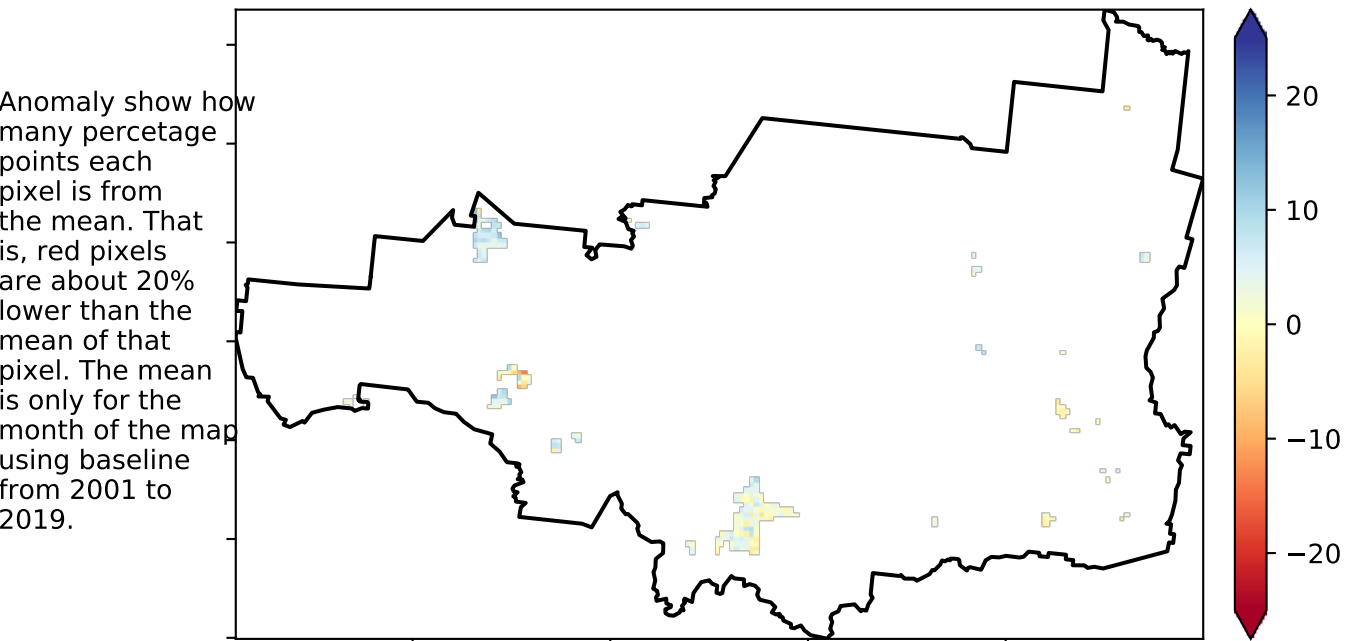 Anomaly show how
many percetage
points each
pixel is from
the mean. That
is, red pixels
are about 20%
lower than the
mean of that
pixel. The mean
is only for the
month of the map
using baseline
from 2001 to
2019.
20
10
0
−10
−20